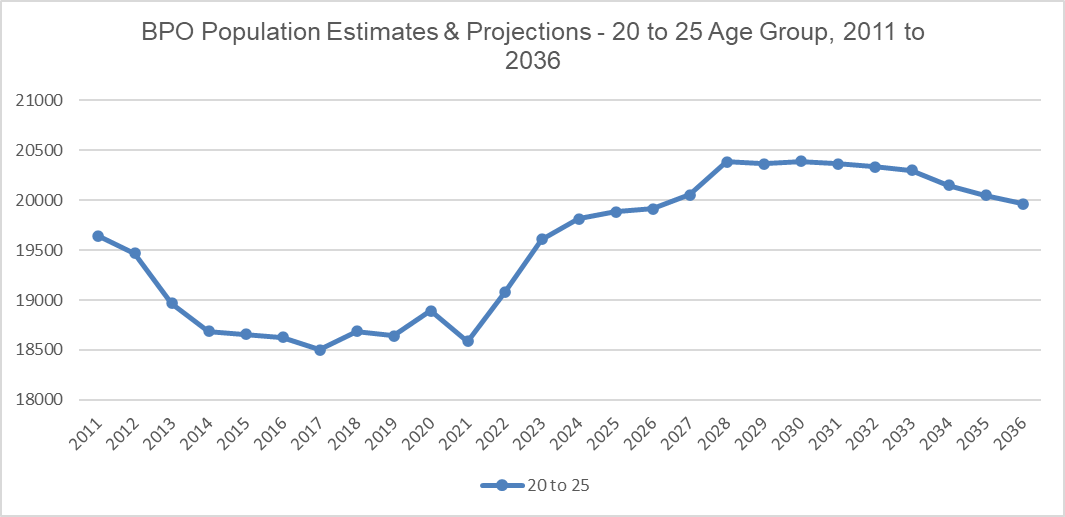 BPO Population Estimates & Projections - 20 to 25 Age Group, 2011 to
2036
21000
20500
20000
19500
19000
18500
18000
2011 2012 2013 2014 2015 2016 2017 2018 2019 2020 2021 2022 2023 2024 2025 2026 2027 2028 2029 2030 2031 2032 2033 2034 2035 2036
20 to 25